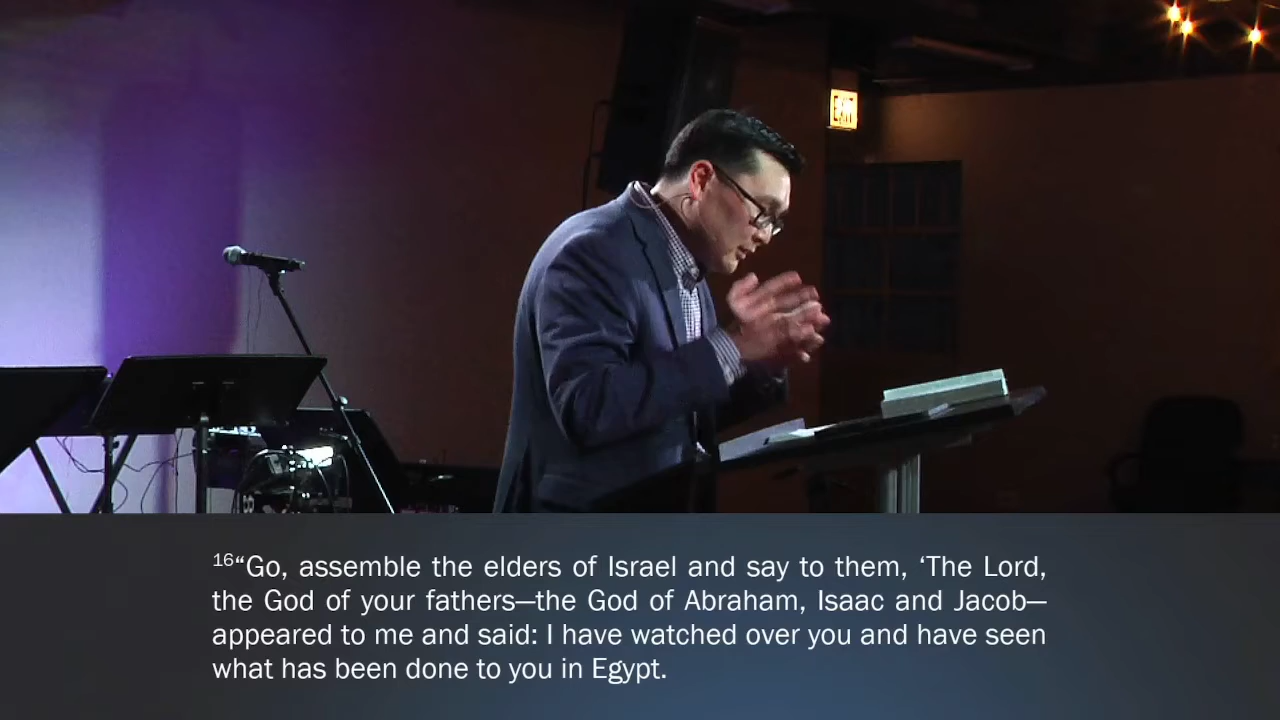 EXIT
¹⁶“Go, assemble the elders of Israel and say to them, ‘The Lord,
the God of your fathers—the God of Abraham, Isaac and Jacob—
appeared to me and said: I have watched over you and have seen
what has been done to you in Egypt.